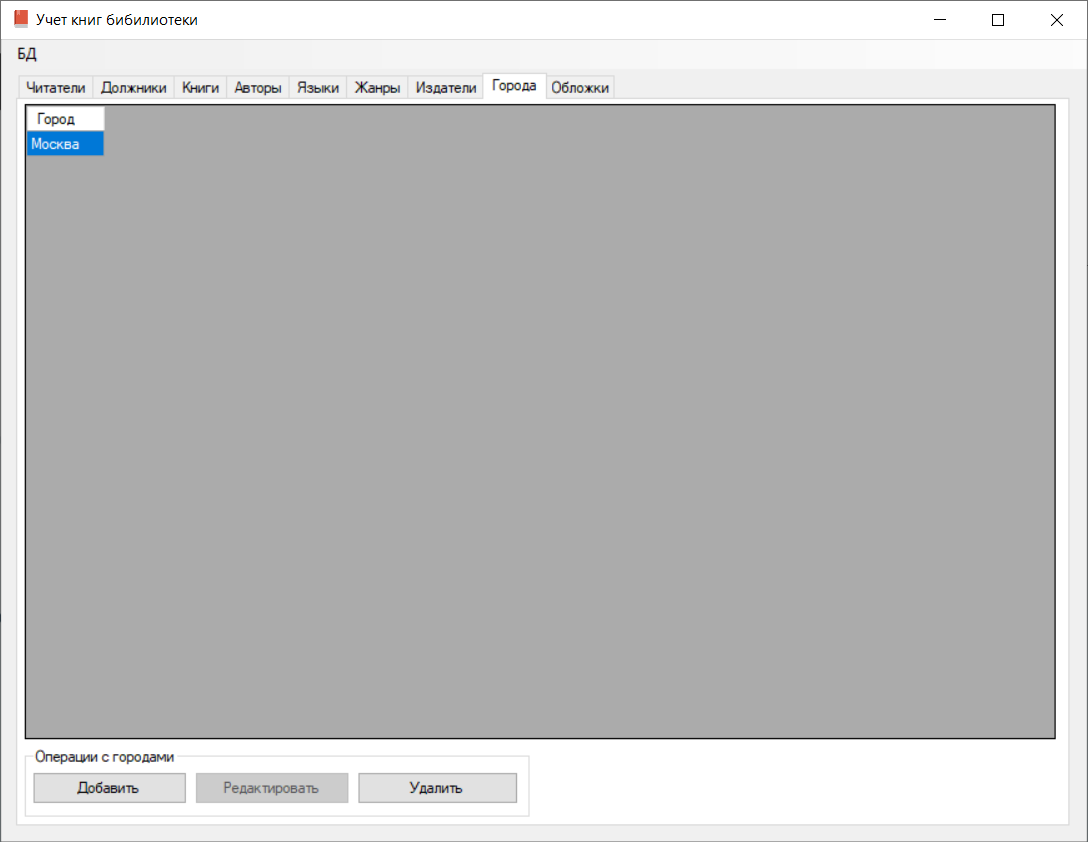 Учет книг бибилиотеки
БД
Читатели Должники Книги Авторы Языки Жанры Издатели Города Обложки
Город
Москва
Операции с городами
Добавить Редактировать Удалить